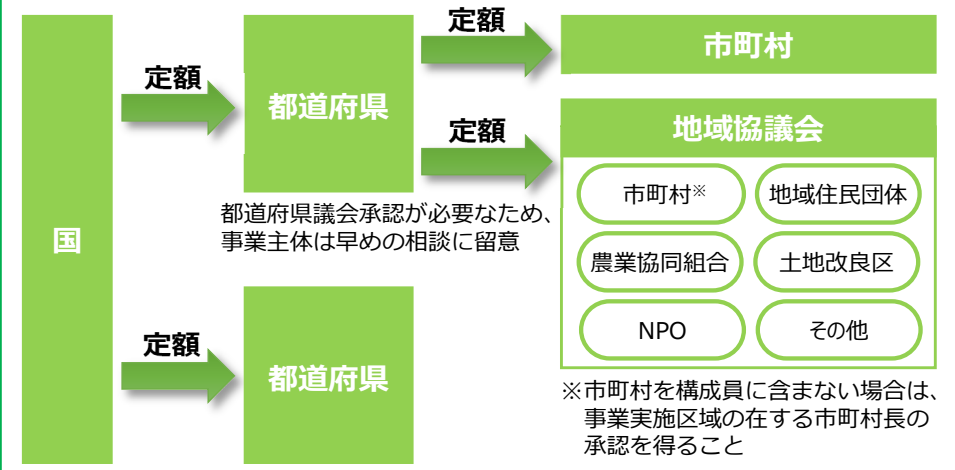 国
定額
都道府県
定額
市町村
定額
地域協議会
市町村※
地域住民団体
農業協同組合
土地改良区
NPO
その他
都道府県議会承認が必要なため、
事業主体は早めの相談に留意
※市町村を構成員に含まない場合は、
事業実施区域の在する市町村長の
承認を得ること
定額
都道府県